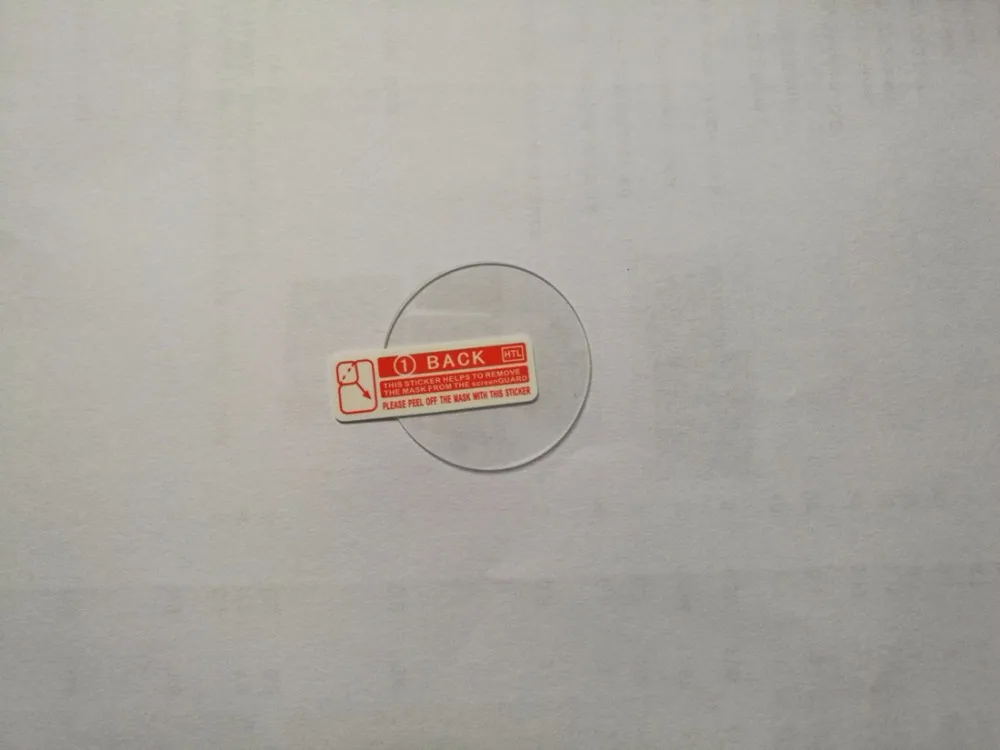 ① BACK HTL
THIS STICKER HELPS TO REMOVE
THE MASK FROM THE screenGUARD
PLEASE PEEL OFF THE MASK WITH THIS STICKER